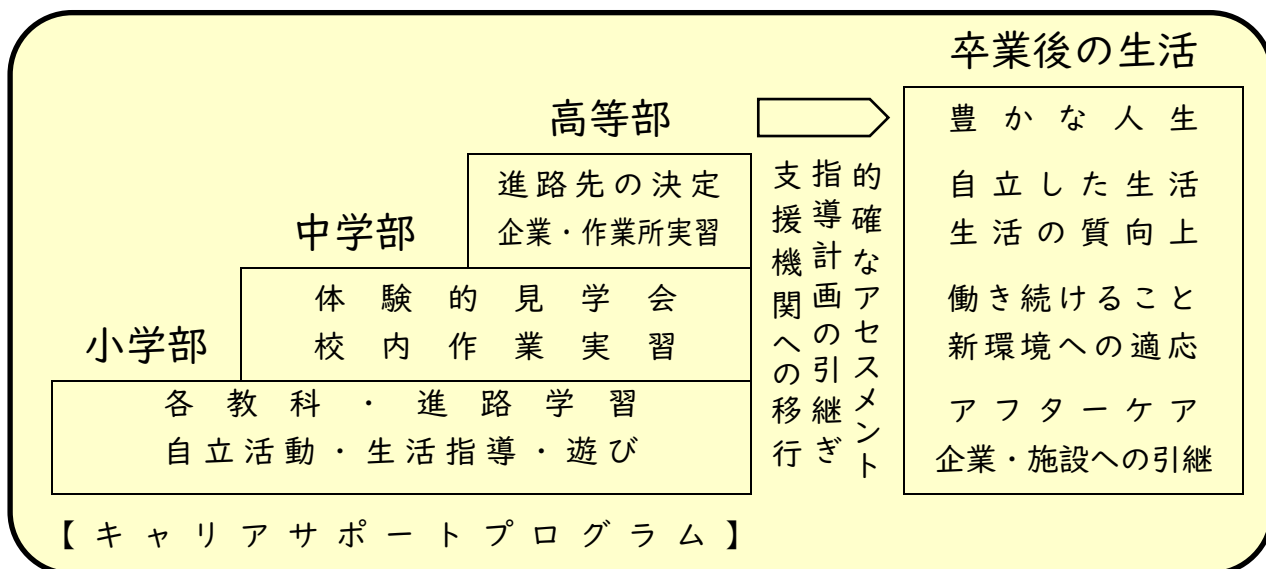 卒業後の生活
高等部
豊かな人生
進路先の決定
企業・作業所実習
中学部
体験的見学会
校内作業実習
小学部
各教科・進路学習
自立活動・生活指導・遊び
的確なアセスメント
指導計画の引継ぎ
支援機関への移行
自立した生活
生活の質向上
働き続けること
新環境への適応
アフターケア
企業・施設への引継
【キャリアサポートプログラム】